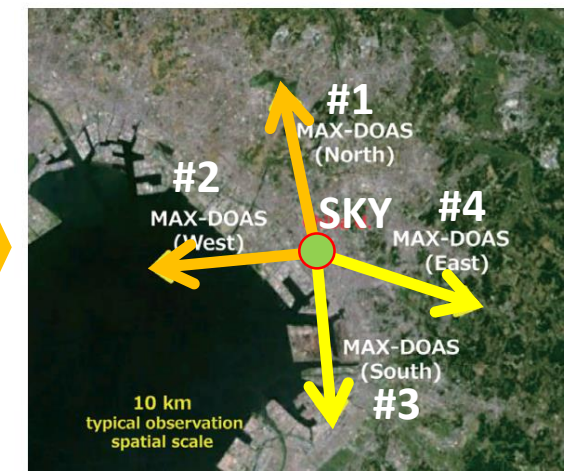 #1
MAX-DOAS
(North)
#2
MAX-DOAS
(West)
SKY
#4
MAX-DOAS
(East)
MAX-DOAS
(South)
#3
10 km
typical observation
spatial scale